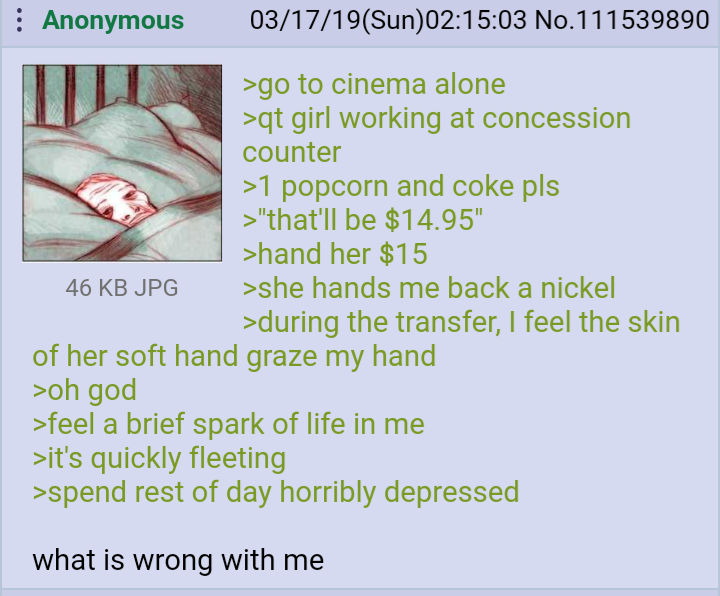 Anonymous 03/17/19(Sun)02:15:03 No.111539890
>go to cinema alone
>qt girl working at concession
counter
>1 popcorn and coke pls
>"that'll be $14.95"
>hand her $15
46 KB JPG
>she hands me back a nickel
>during the transfer, I feel the skin
of her soft hand graze my hand
>oh god
>feel a brief spark of life in me
>it's quickly fleeting
>spend rest of day horribly depressed
what is wrong with me